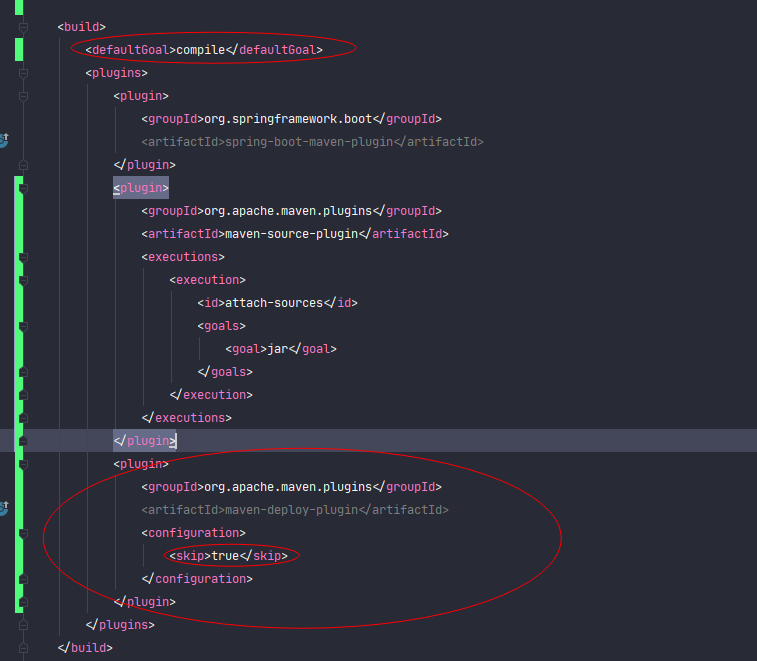 <build>
<defaultGoal>compile</defaultGoal>
<plugins>
<plugin>
<groupId>org.springframework.boot</groupId>
<artifactId>spring-boot-maven-plugin</artifactId>
</plugin>
<plugin>
<groupId>org.apache.maven.plugins</groupId>
<artifactId>maven-source-plugin</artifactId>
<executions>
<execution>
<id>attach-sources</id>
<goals>
<goal>jar</goal>
</goals>
</execution>
</executions>
</plugin>
<plugin>
<groupId>org.apache.maven.plugins</groupId>
<artifactId>maven-deploy-plugin</artifactId>
<configuration>
<skip>true</skip>
</configuration>
</plugin>
</plugins>
</build>